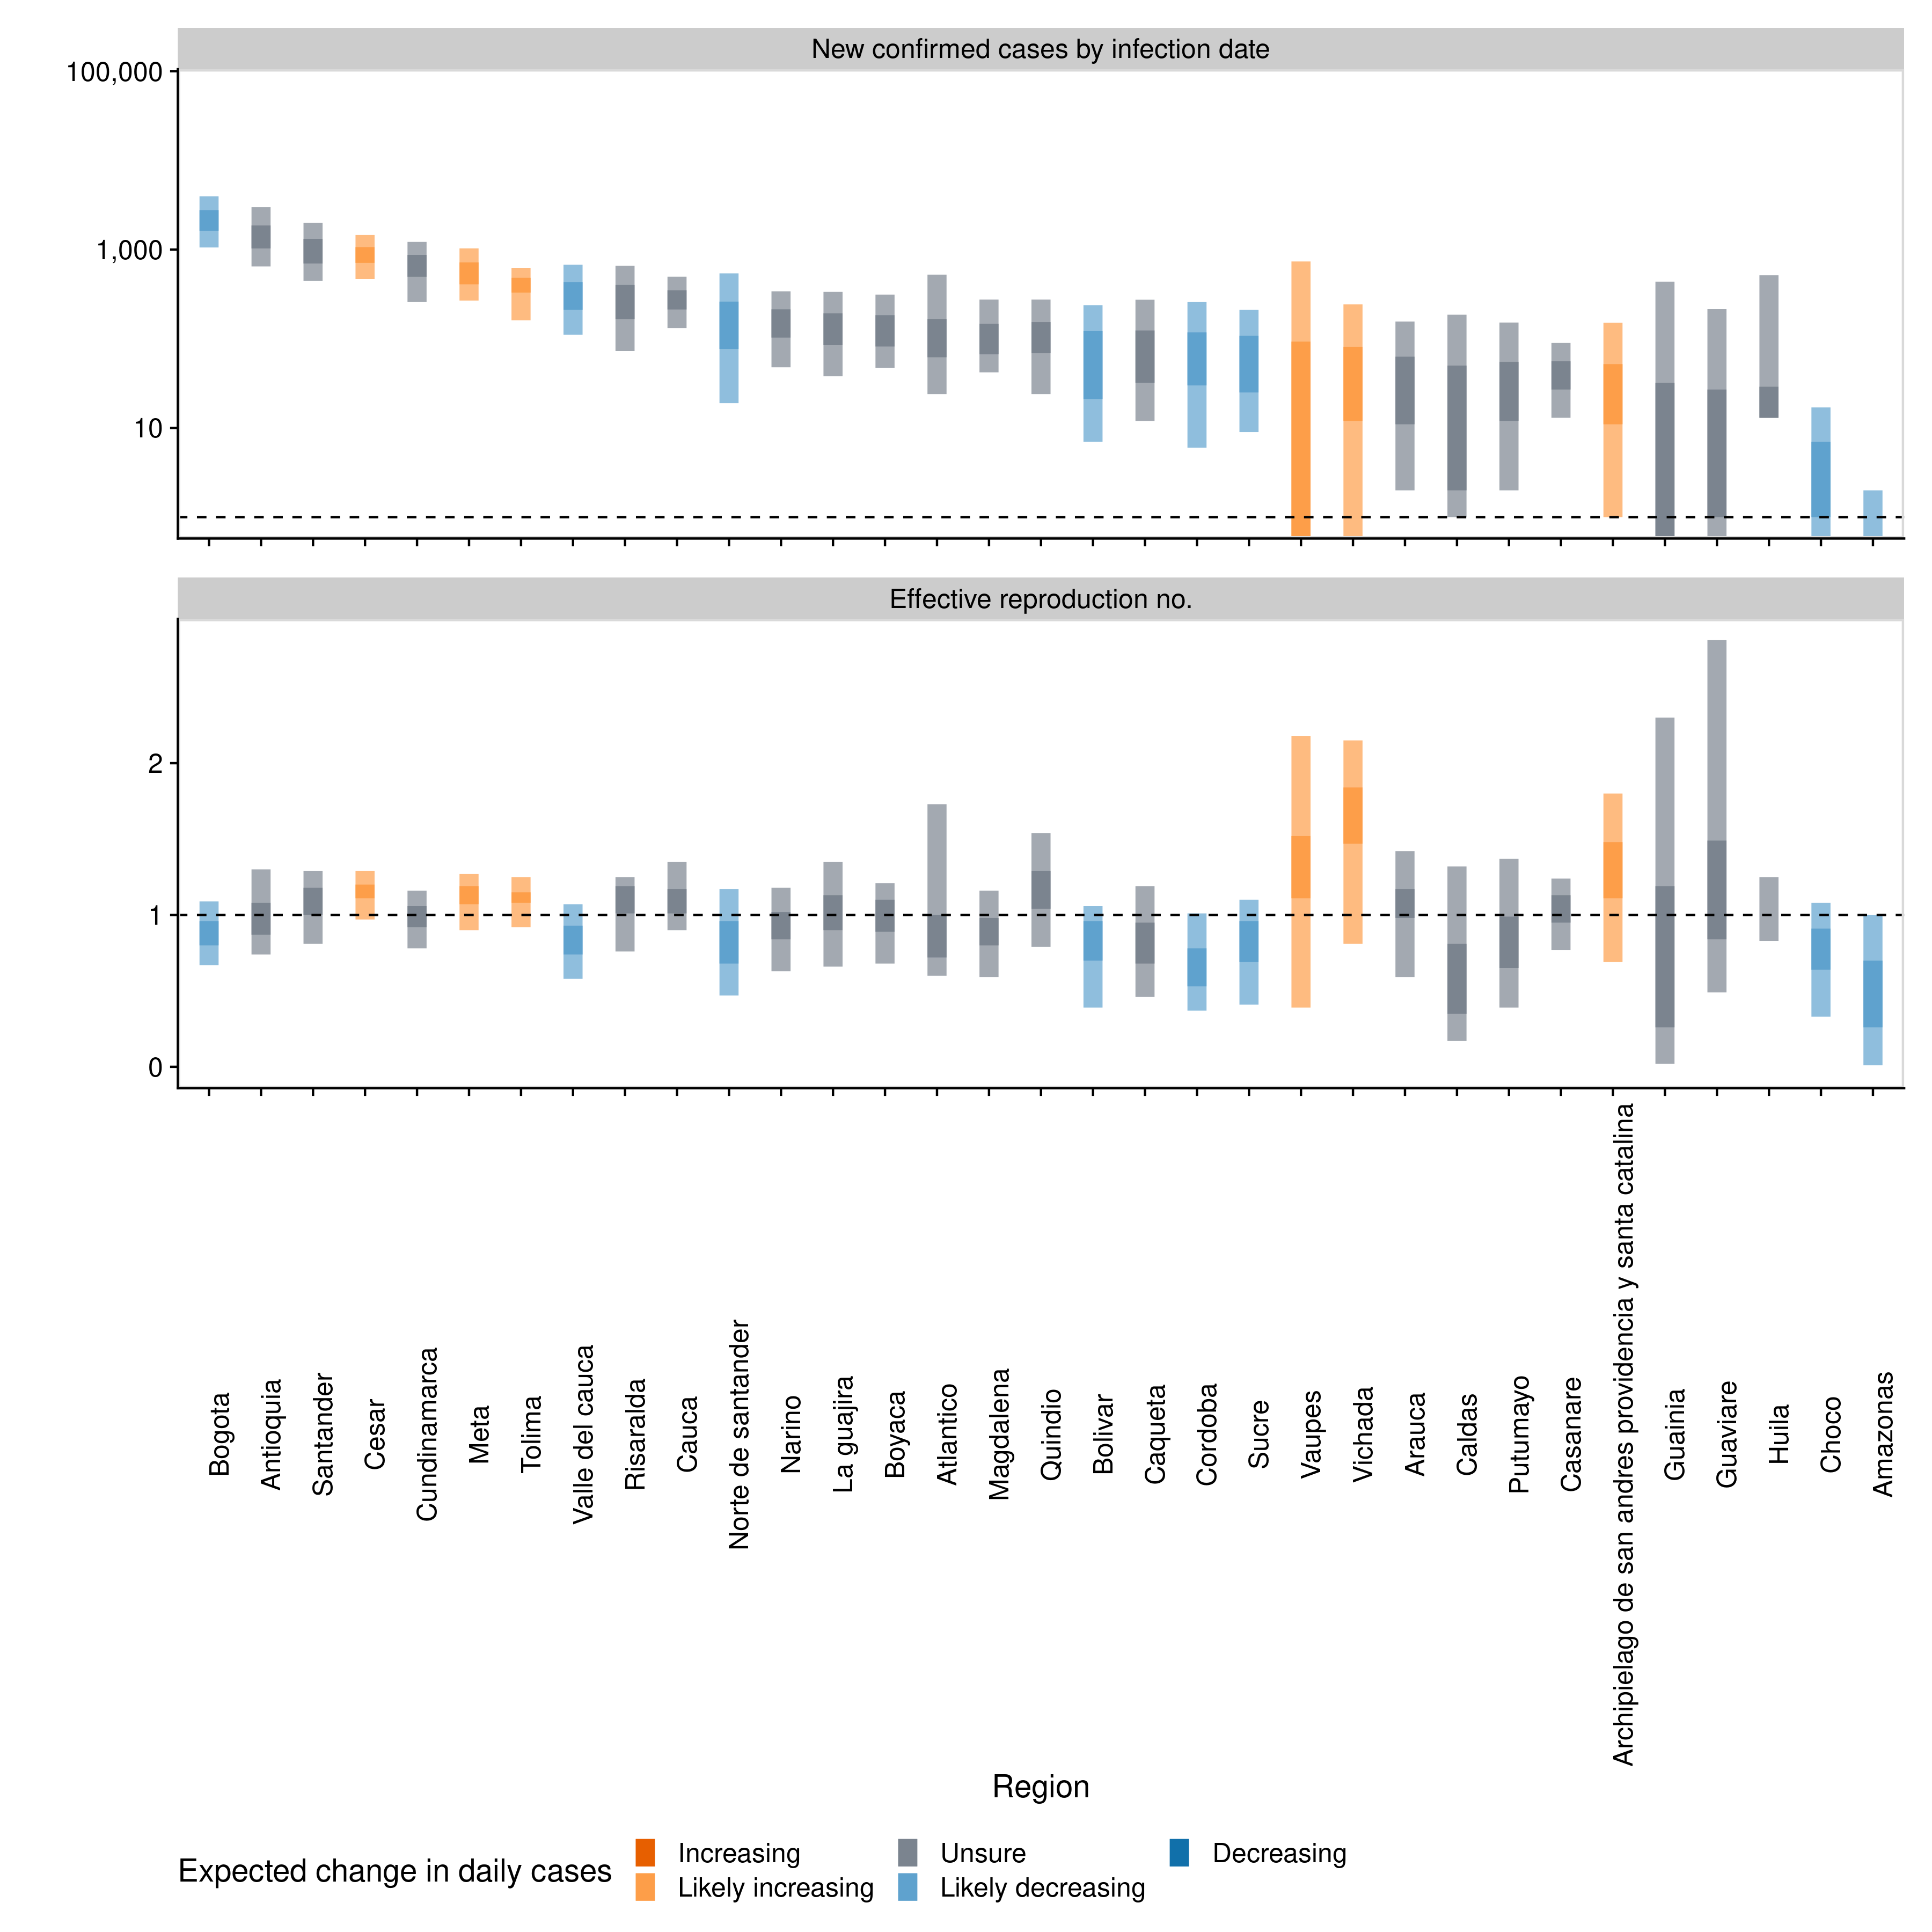 New confirmed cases by infection date
100,000
1,000
10
Effective reproduction no.
2
1
0
Bogota
Antioquia
Santander
Cesar
Cundinamarca
Meta
Tolima
Valle del cauca
Risaralda
Cauca
Norte de santander
Narino
La guajira
Boyaca
Atlantico
Magdalena
Quindio
Bolivar
Caqueta
Cordoba
Sucre
Vaupes
Vichada
Arauca
Caldas
Putumayo
Casanare
Archipielago de san andres providencia y santa catalina
Guainia
Guaviare
Huila
Choco
Amazonas
Region
Expected change in daily cases
Increasing
Likely increasing
Unsure
Likely decreasing
Decreasing